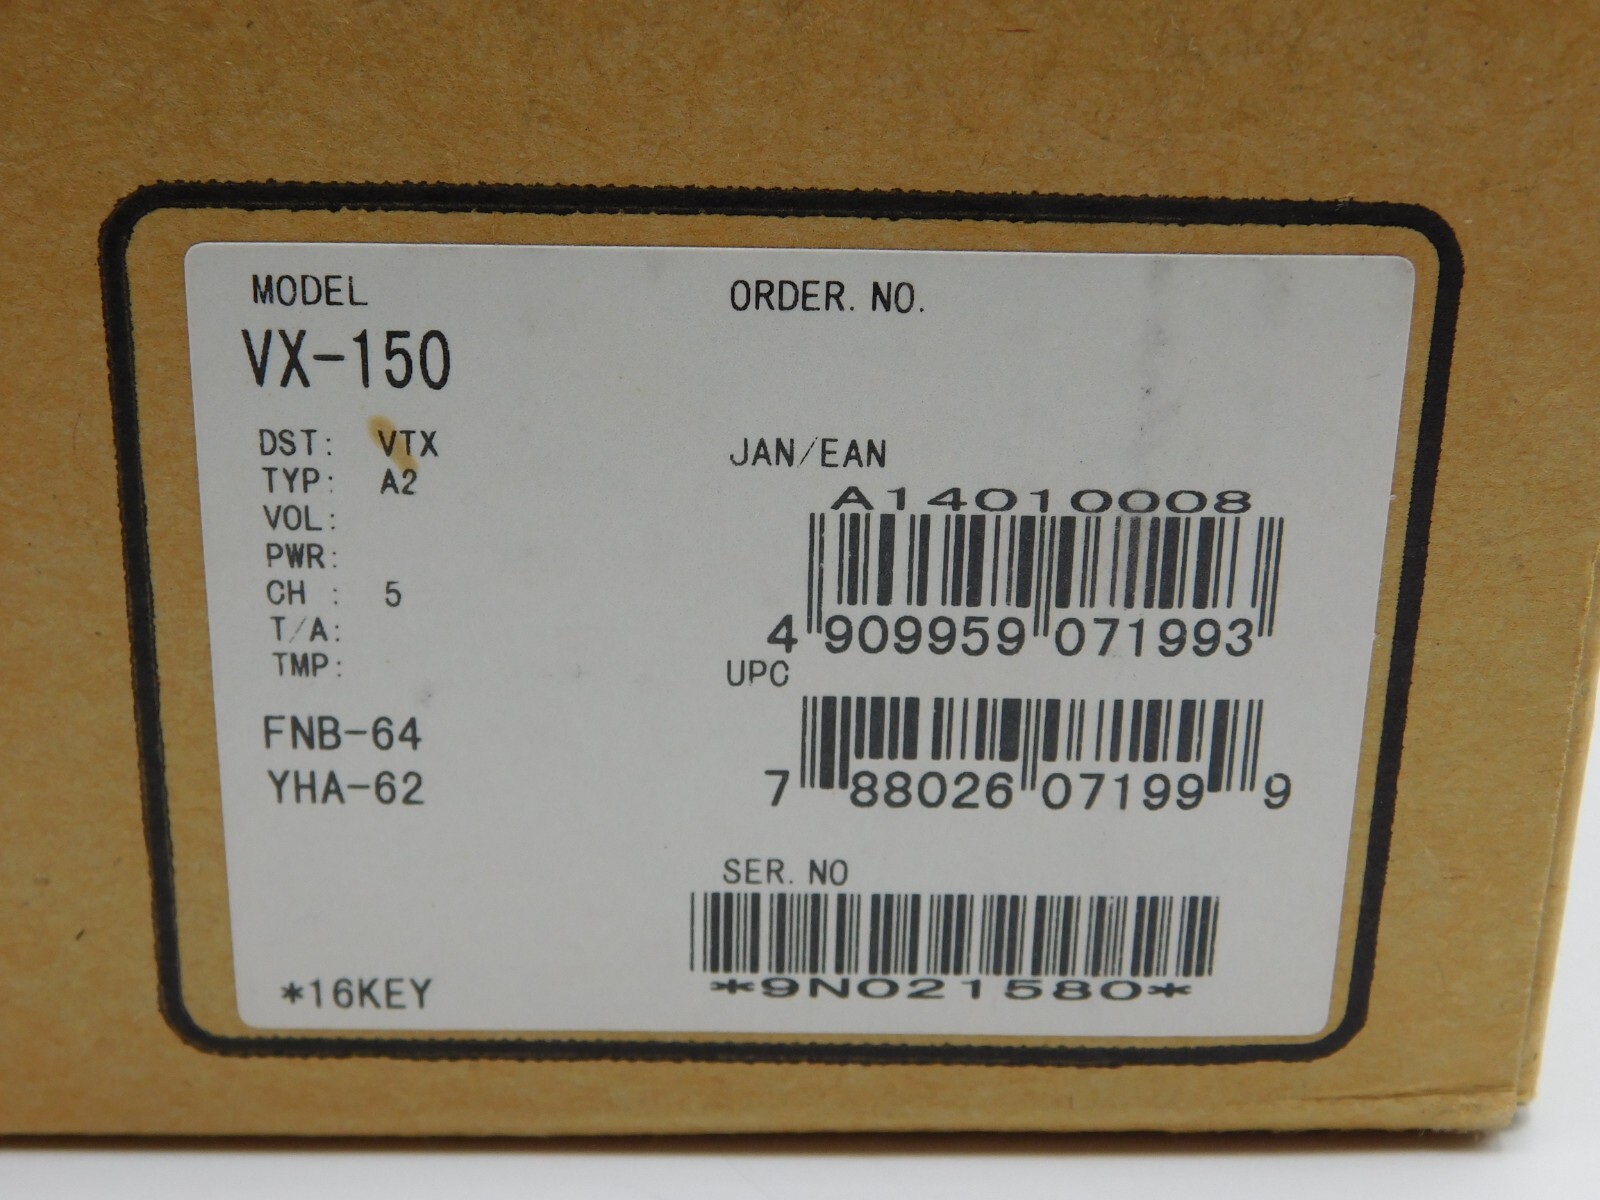 MODEL
VX-150
DST: VTX
TYP: A2
VOL:
PWR:
CH : 5
T/A:
TMP:
FNB-64
YHA-62
*16KEY
ORDER. NO.
JAN/EAN
A14010008
4 909959 071993
UPC
7 88026 07199 9
SER. NO
*9N021580*